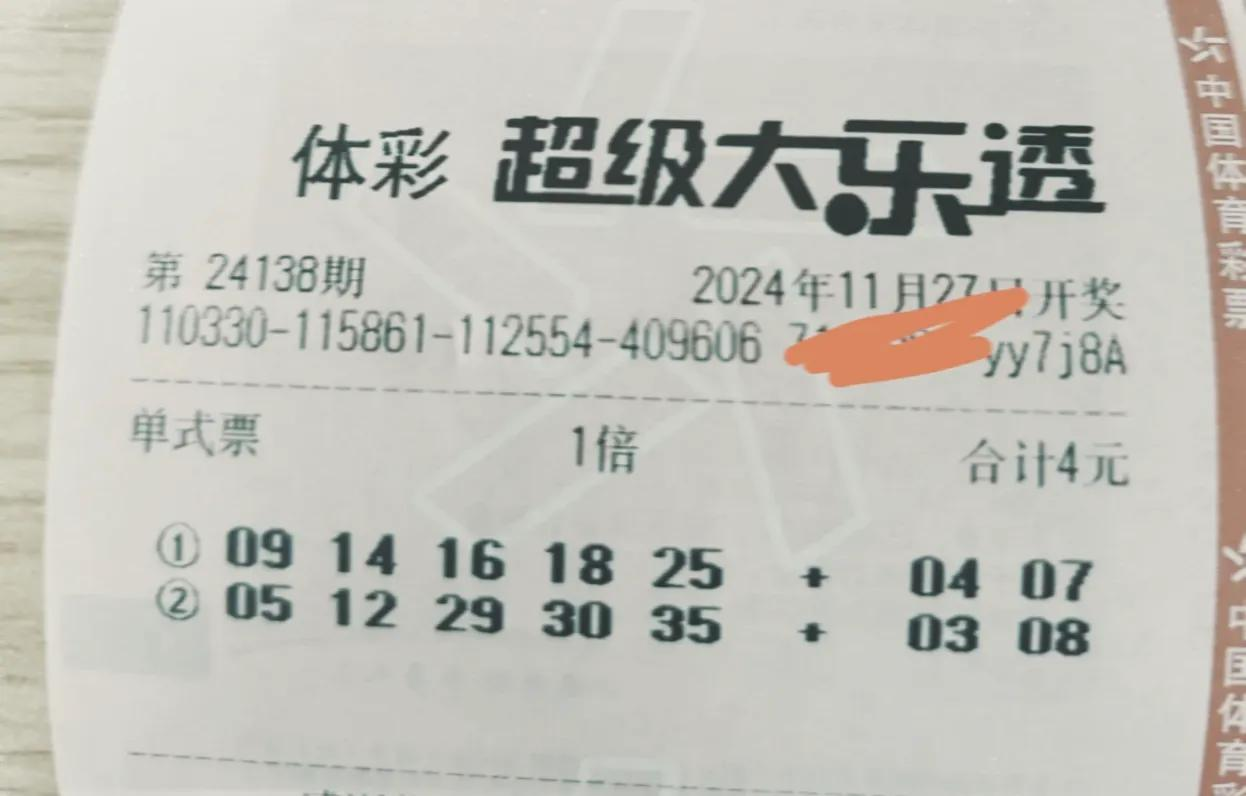 体彩 超级大乐透
第 24138期 2024年11月27日开奖
110330-115861-112554-409606 yy7j8A
单式票 1倍 合计4元
① 09 14 16 18 25 + 04 07
② 05 12 29 30 35 + 03 08
中国体育彩票
中国体育彩